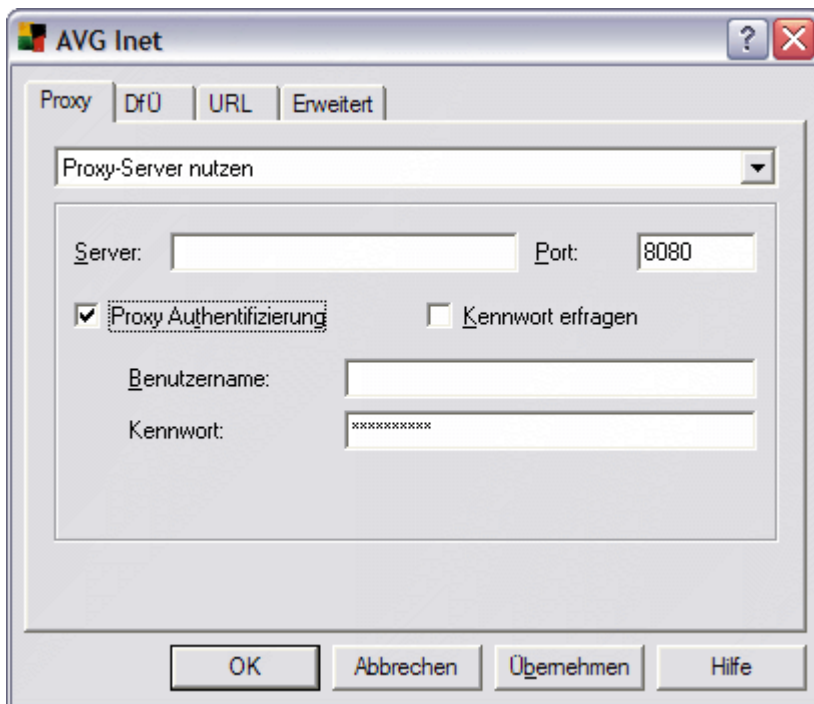 AVG Inet
Proxy DfÜ URL Erweitert
Proxy-Server nutzen
Server: Port: 8080
Proxy Authentifizierung Kennwort erfragen
Benutzername:
Kennwort: **********
OK Abbrechen Übernehmen Hilfe